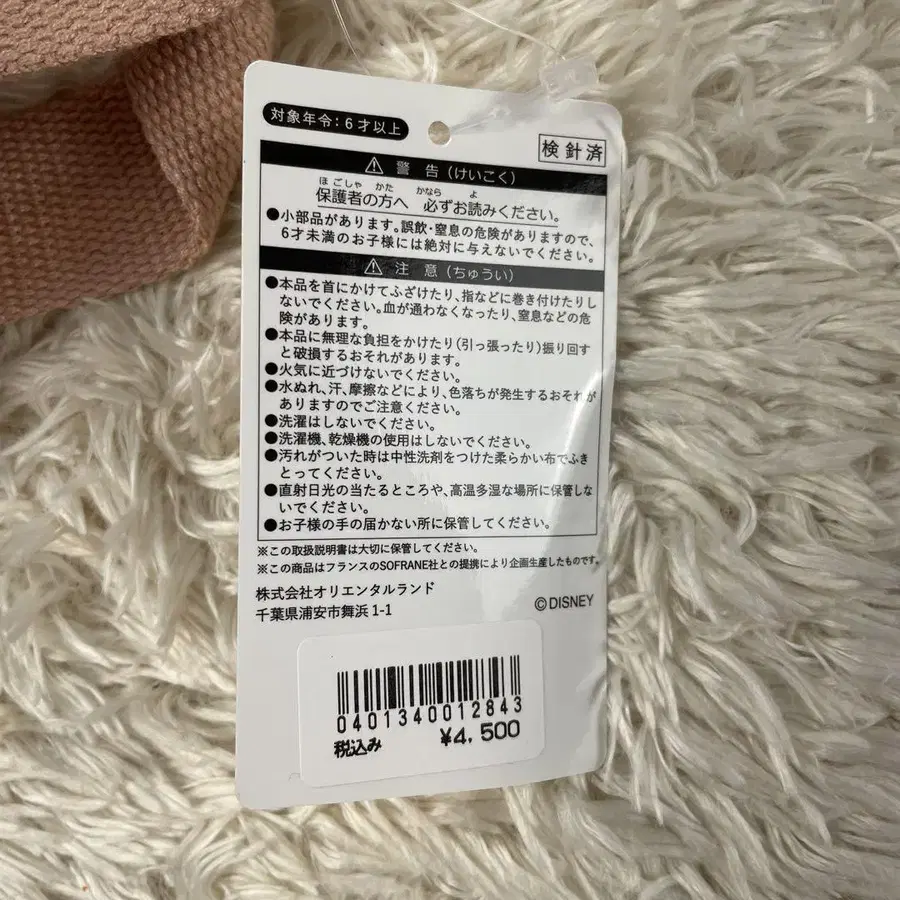 対象年令：6才以上
検針済
⚠ 警告（けいこく）
ほごしゃ かた かなら よ
保護者の方へ 必ずお読みください。
●小部品があります。誤飲・窒息の危険がありますので、
6才未満のお子様には絶対に与えないでください。
⚠ 注意（ちゅうい）
●本品を首にかけてふざけたり、指などに巻き付けたりし
ないでください。血が通わなくなったり、窒息などの危
険があります。
●本品に無理な負担をかけたり（引っ張ったり）振り回す
と破損するおそれがあります。
●火気に近づけないでください。
●水ぬれ、汗、摩擦などにより、色落ちが発生するおそれが
ありますのでご注意ください。
●洗濯はしないでください。
●洗濯機、乾燥機の使用はしないでください。
●汚れがついた時は中性洗剤をつけた柔らかい布でふき
とってください。
●直射日光の当たるところや、高温多湿な場所に保管しな
いでください。
●お子様の手の届かない所に保管してください。
※この取扱説明書は大切に保管してください。
※この商品はフランスのSOFRANE社との提携により企画生産したものです。
株式会社オリエンタルランド
千葉県浦安市舞浜1-1
©DISNEY
0401340012843
税込み ¥4,500